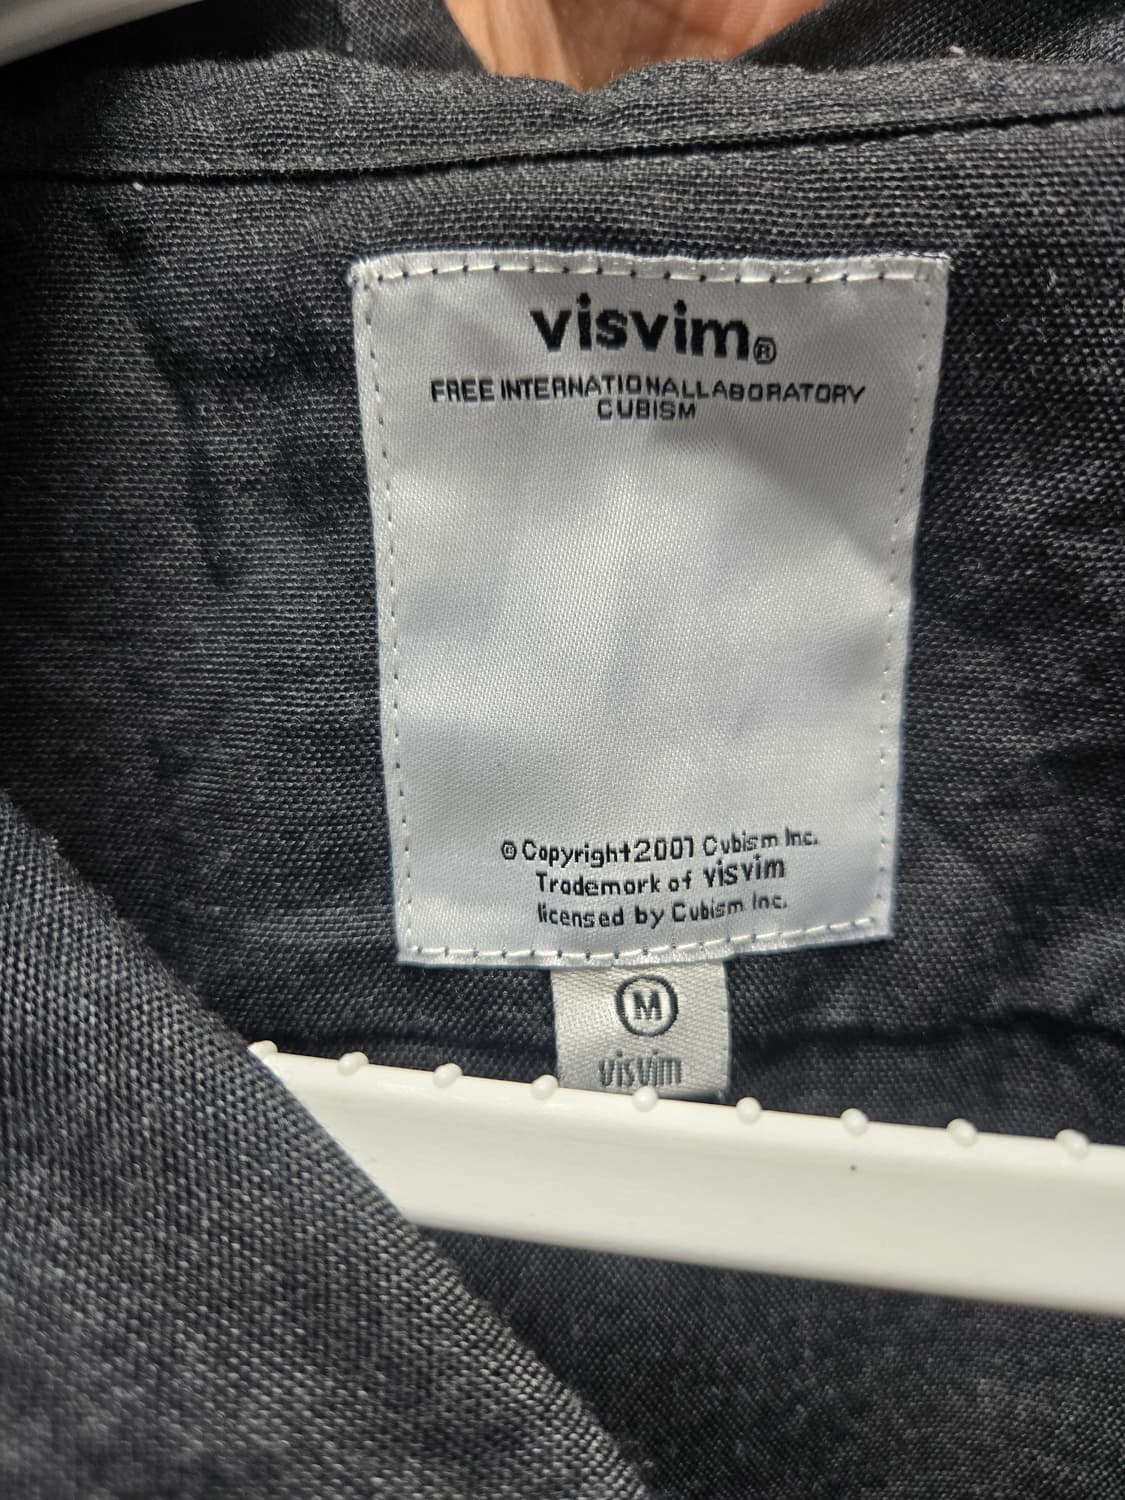 visvim®
FREE INTERNATIONALLABORATORY
CUBISM
©Copyright2001 Cubism Inc.
Trademark of visvim
licensed by Cubism Inc.
M
visvim